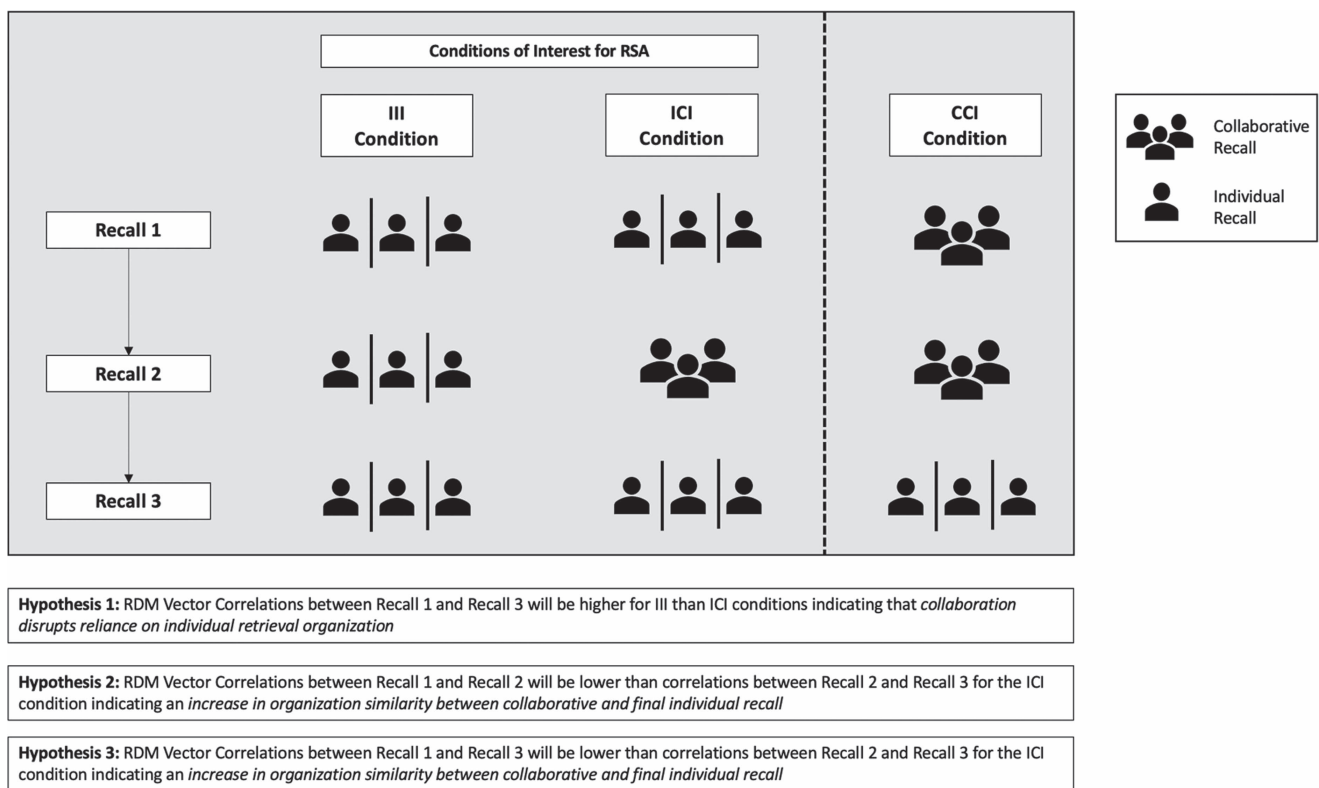 Conditions of Interest for RSA
III
Condition
ICI
Condition
CCI
Condition
Collaborative
Recall
Individual
Recall
Recall 1
Recall 2
Recall 3
Hypothesis 1: RDM Vector Correlations between Recall 1 and Recall 3 will be higher for III than ICI conditions indicating that collaboration
disrupts reliance on individual retrieval organization
Hypothesis 2: RDM Vector Correlations between Recall 1 and Recall 2 will be lower than correlations between Recall 2 and Recall 3 for the ICI
condition indicating an increase in organization similarity between collaborative and final individual recall
Hypothesis 3: RDM Vector Correlations between Recall 1 and Recall 3 will be lower than correlations between Recall 2 and Recall 3 for the ICI
condition indicating an increase in organization similarity between collaborative and final individual recall